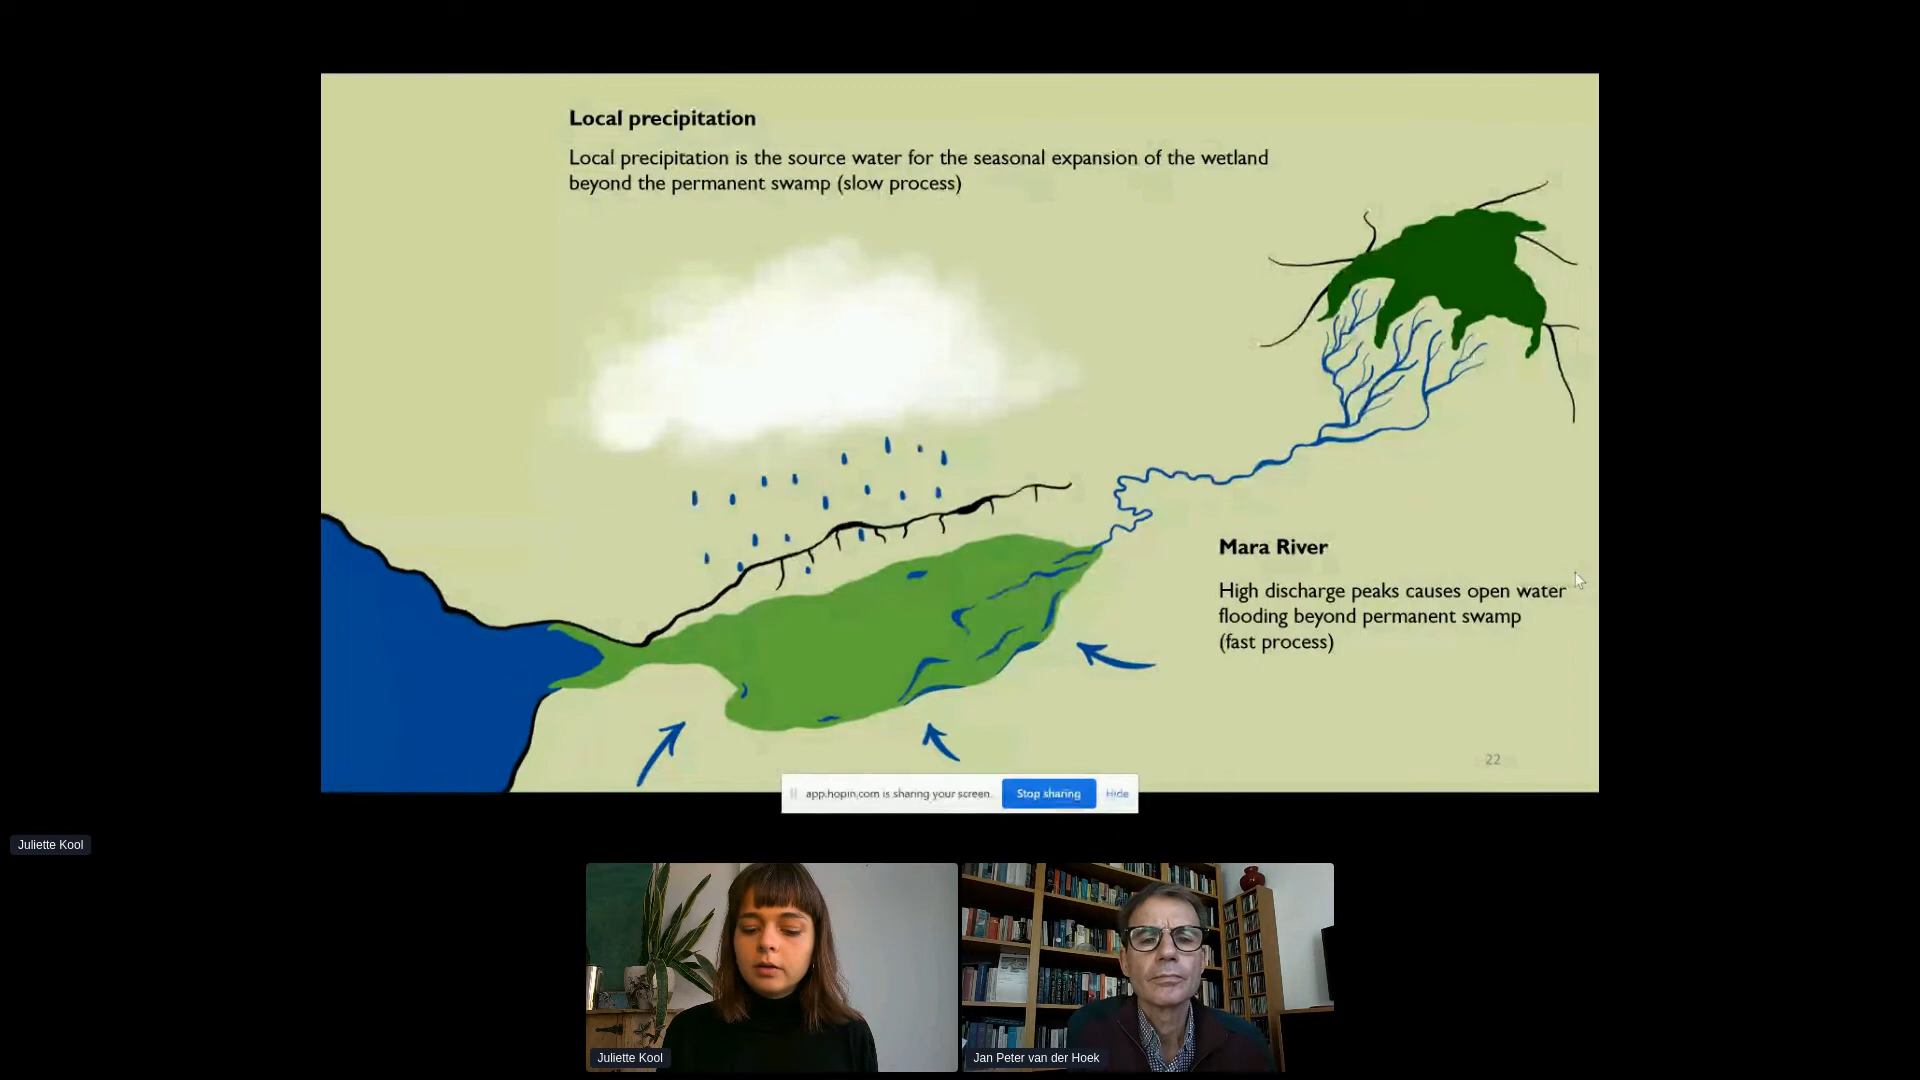 Local precipitation
Local precipitation is the source water for the seasonal expansion of the wetland
beyond the permanent swamp (slow process)
Mara River
High discharge peaks causes open water
flooding beyond permanent swamp
(fast process)
22
app.hopin.com is sharing your screen. Stop sharing Hide
Juliette Kool
Juliette Kool
Jan Peter van der Hoek